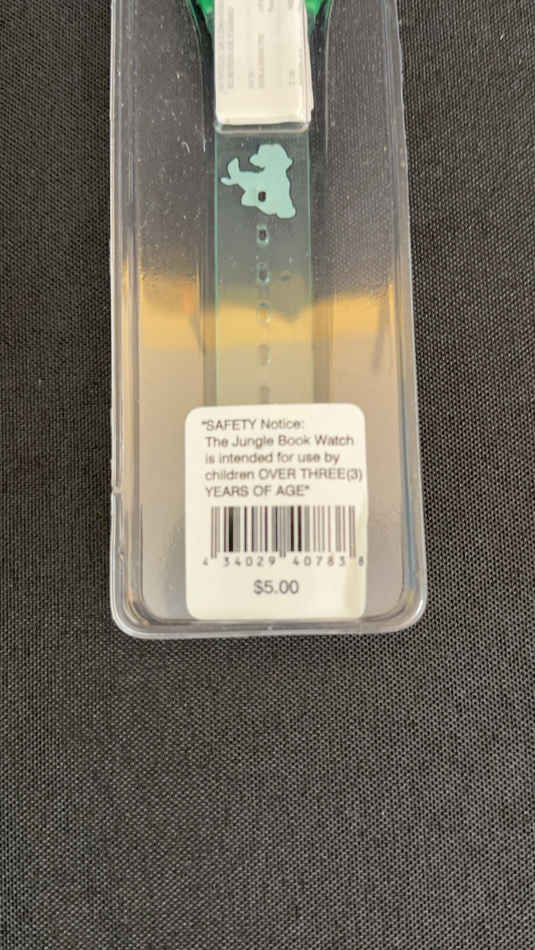 "SAFETY Notice:
The Jungle Book Watch
is intended for use by
children OVER THREE(3)
YEARS OF AGE"
4 34029 40783 8
$5.00